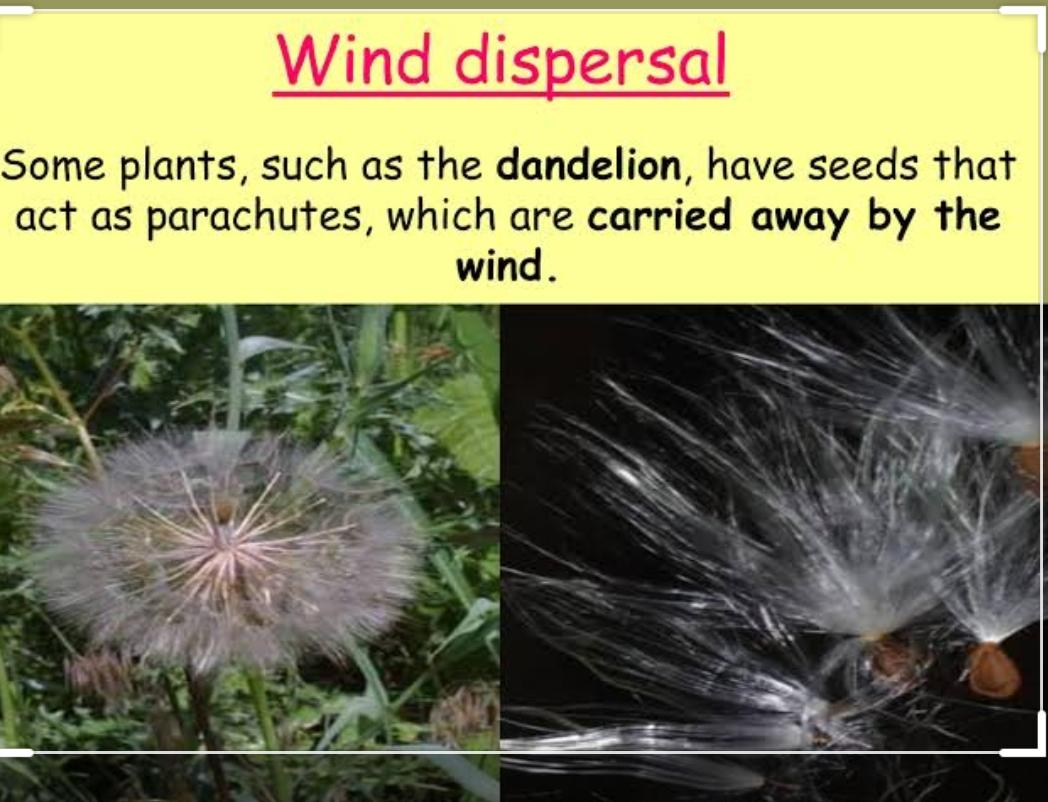 Wind dispersal
Some plants, such as the dandelion, have seeds that
act as parachutes, which are carried away by the
wind.